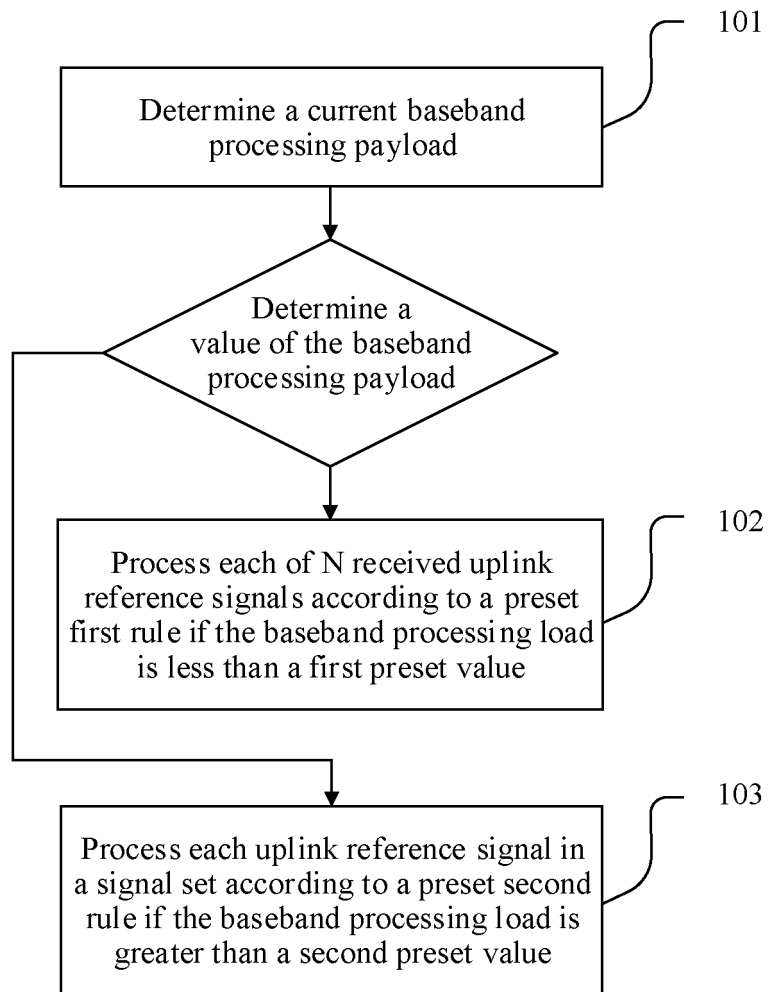 101
Determine a current baseband
processing payload
Determine a
value of the baseband
processing payload
102
Process each of N received uplink
reference signals according to a preset
first rule if the baseband processing load
is less than a first preset value
103
Process each uplink reference signal in
a signal set according to a preset second
rule if the baseband processing load is
greater than a second preset value